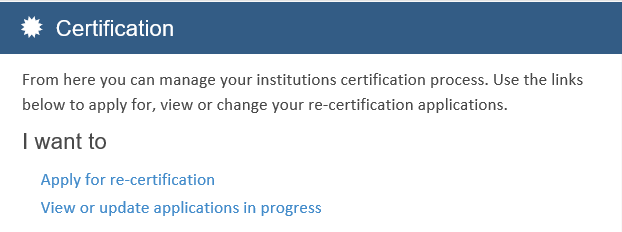 Certification
From here you can manage your institutions certification process. Use the links
below to apply for, view or change your re-certification applications.
I want to
Apply for re-certification
View or update applications in progress